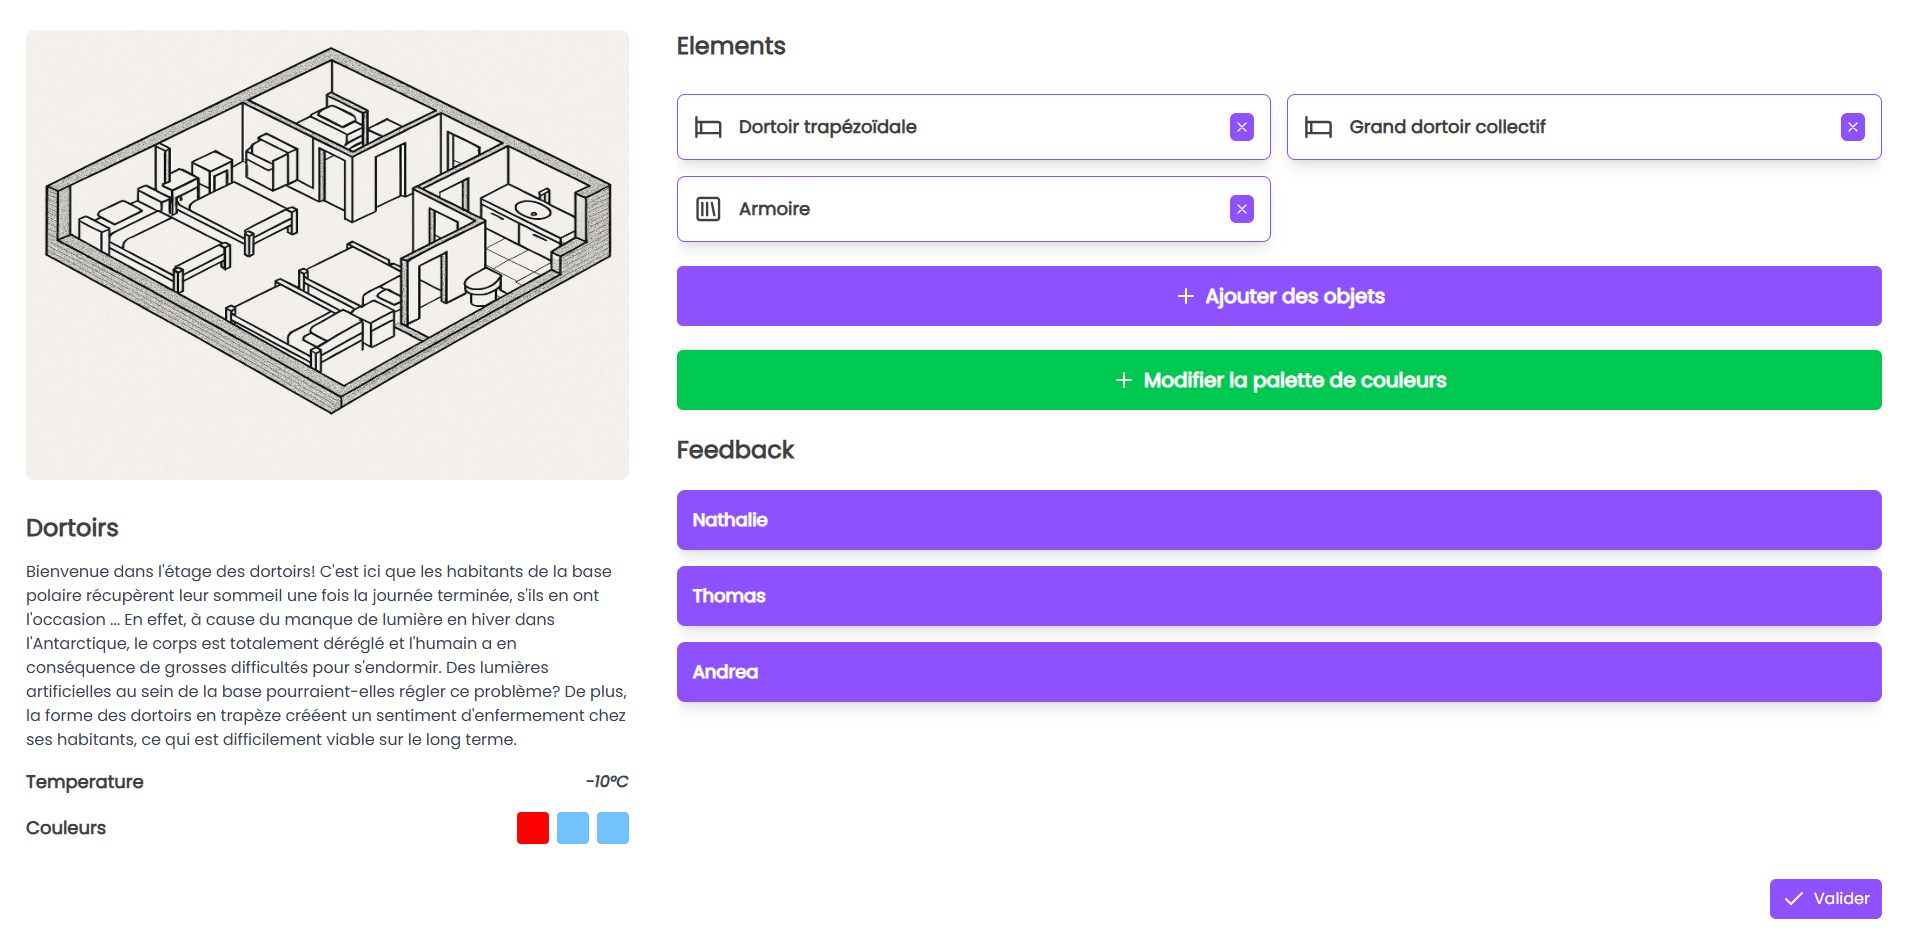 Elements
Dortoir trapézoïdale
Grand dortoir collectif
Armoire
Ajouter des objets
Modifier la palette de couleurs
Feedback
Nathalie
Thomas
Andrea
Dortoirs
Bienvenue dans l'étage des dortoirs! C'est ici que les habitants de la base
polaire récupèrent leur sommeil une fois la journée terminée, s'ils en ont
l'occasion ... En effet, à cause du manque de lumière en hiver dans
l'Antarctique, le corps est totalement déréglé et l'humain a en
conséquence de grosses difficultés pour s'endormir. Des lumières
artificielles au sein de la base pourraient-elles régler ce problème? De plus,
la forme des dortoirs en trapèze crééent un sentiment d'enfermement chez
ses habitants, ce qui est difficilement viable sur le long terme.
Temperature
-10°C
Couleurs
Valider